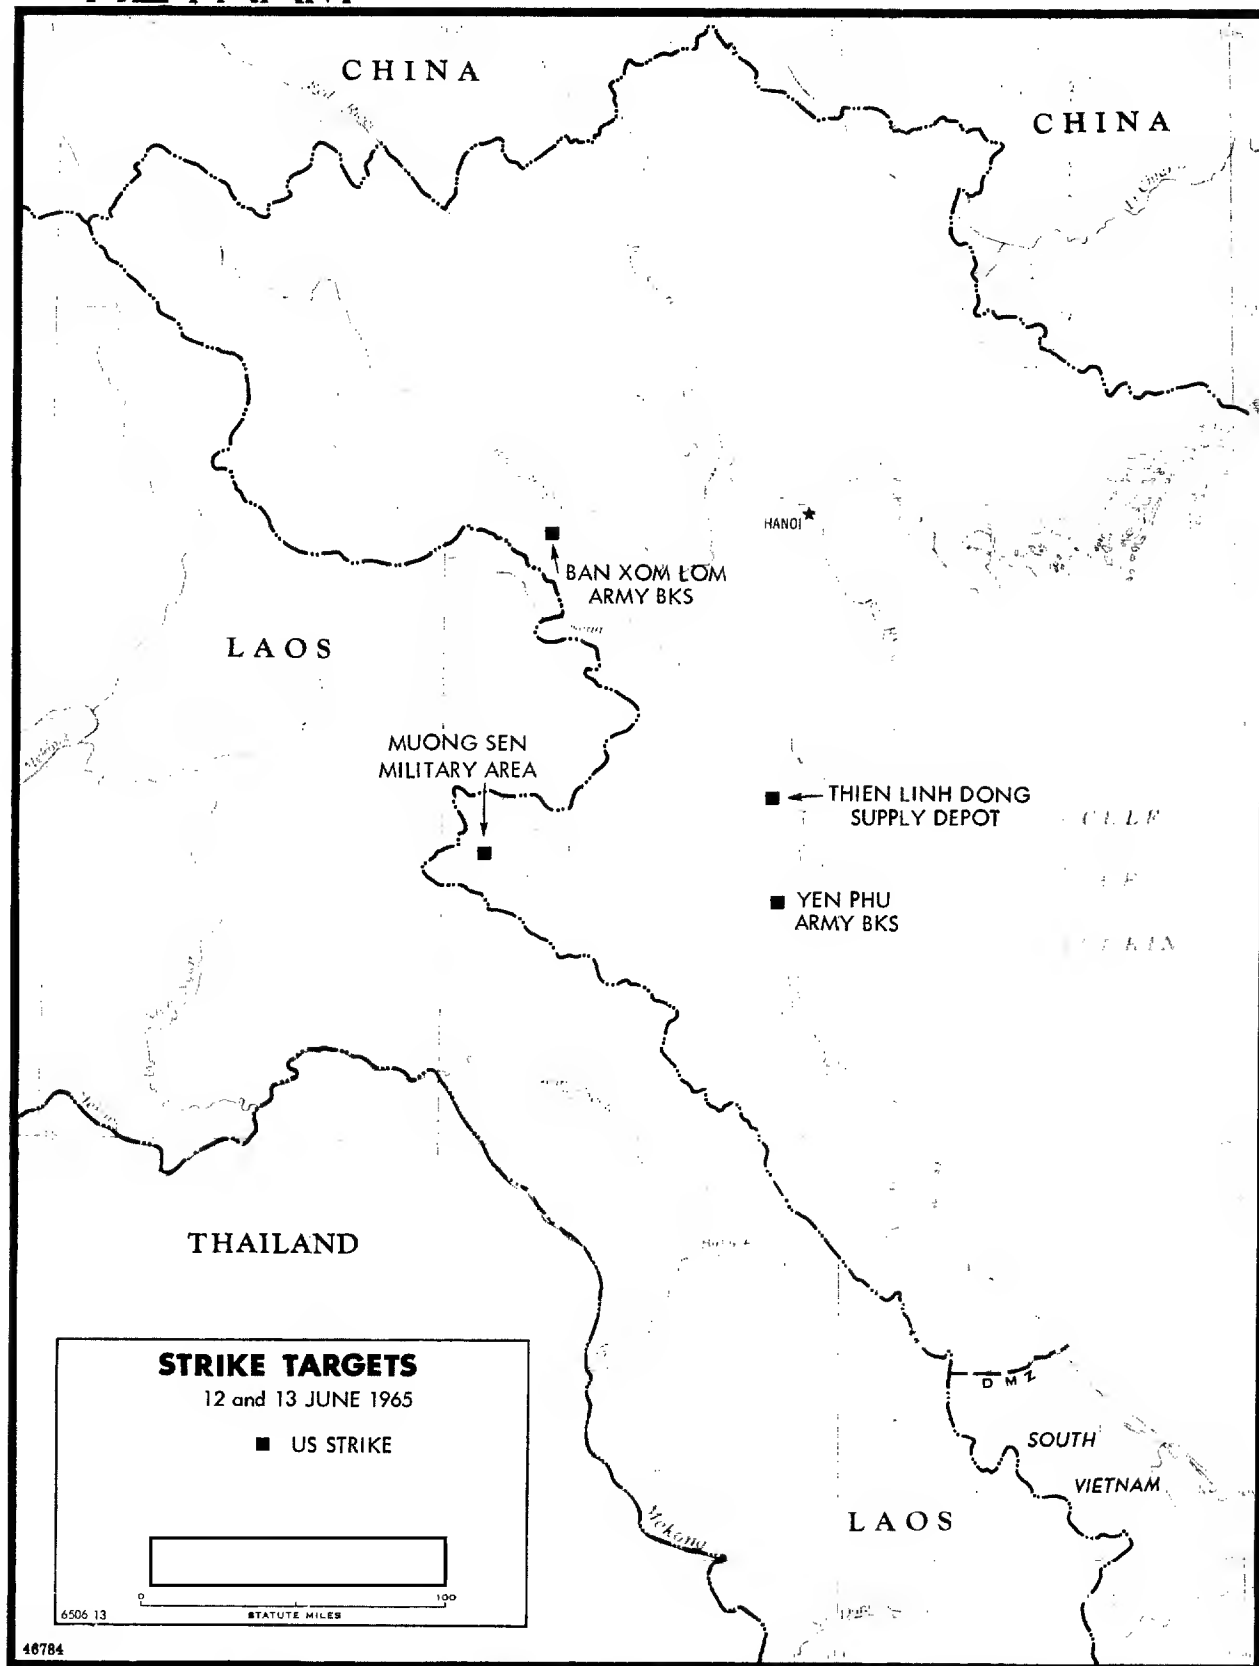 CHINA
CHINA
HANOI
BAN XOM LOM
ARMY BKS
LAOS
MUONG SEN
MILITARY AREA
THIEN LINH DONG
SUPPLY DEPOT
YEN PHU
ARMY BKS
THAILAND
STRIKE TARGETS
12 and 13 JUNE 1965
US STRIKE
0 100
STATUTE MILES
6506 13
DMZ
SOUTH
VIETNAM
LAOS
Mekong
46784